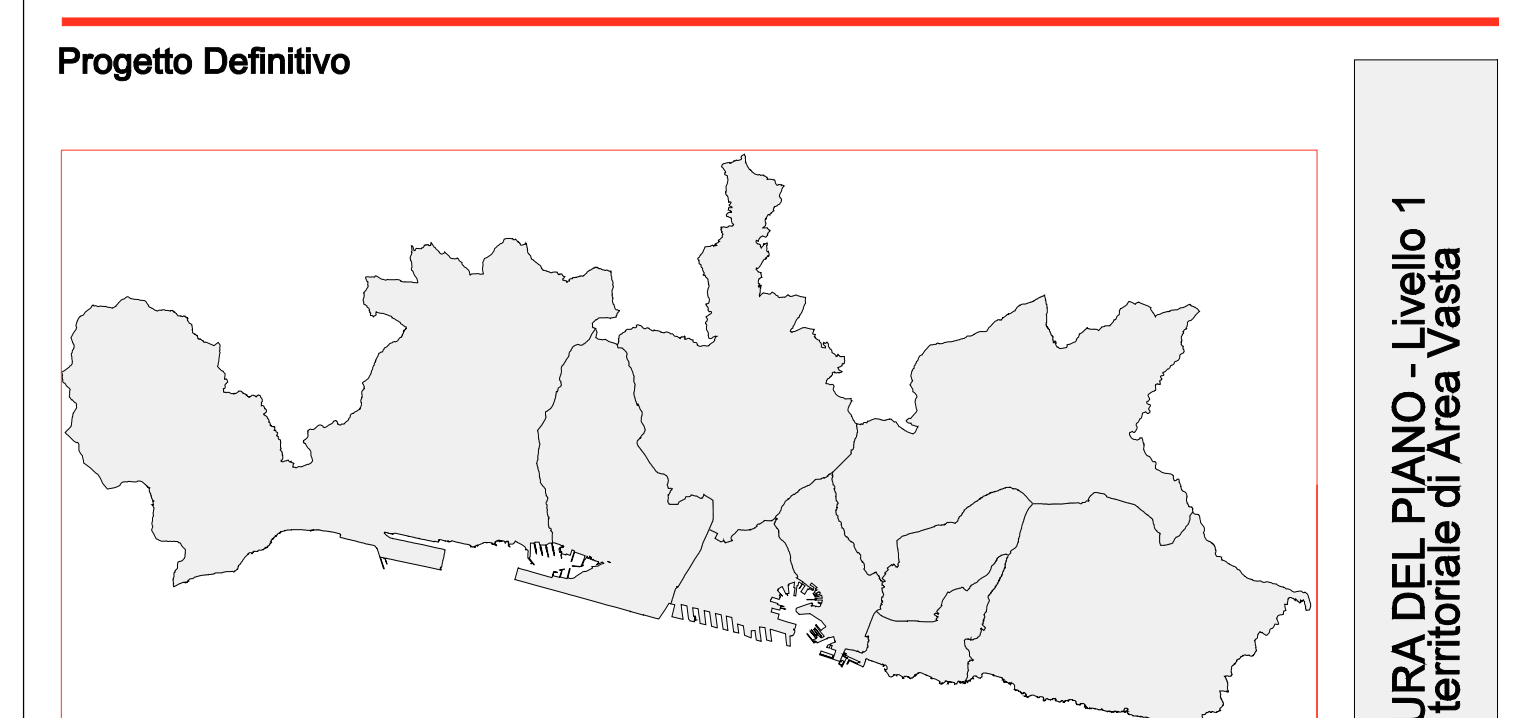 Progetto Definitivo
URA DEL PIANO - Livello 1
territoriale di Area Vasta